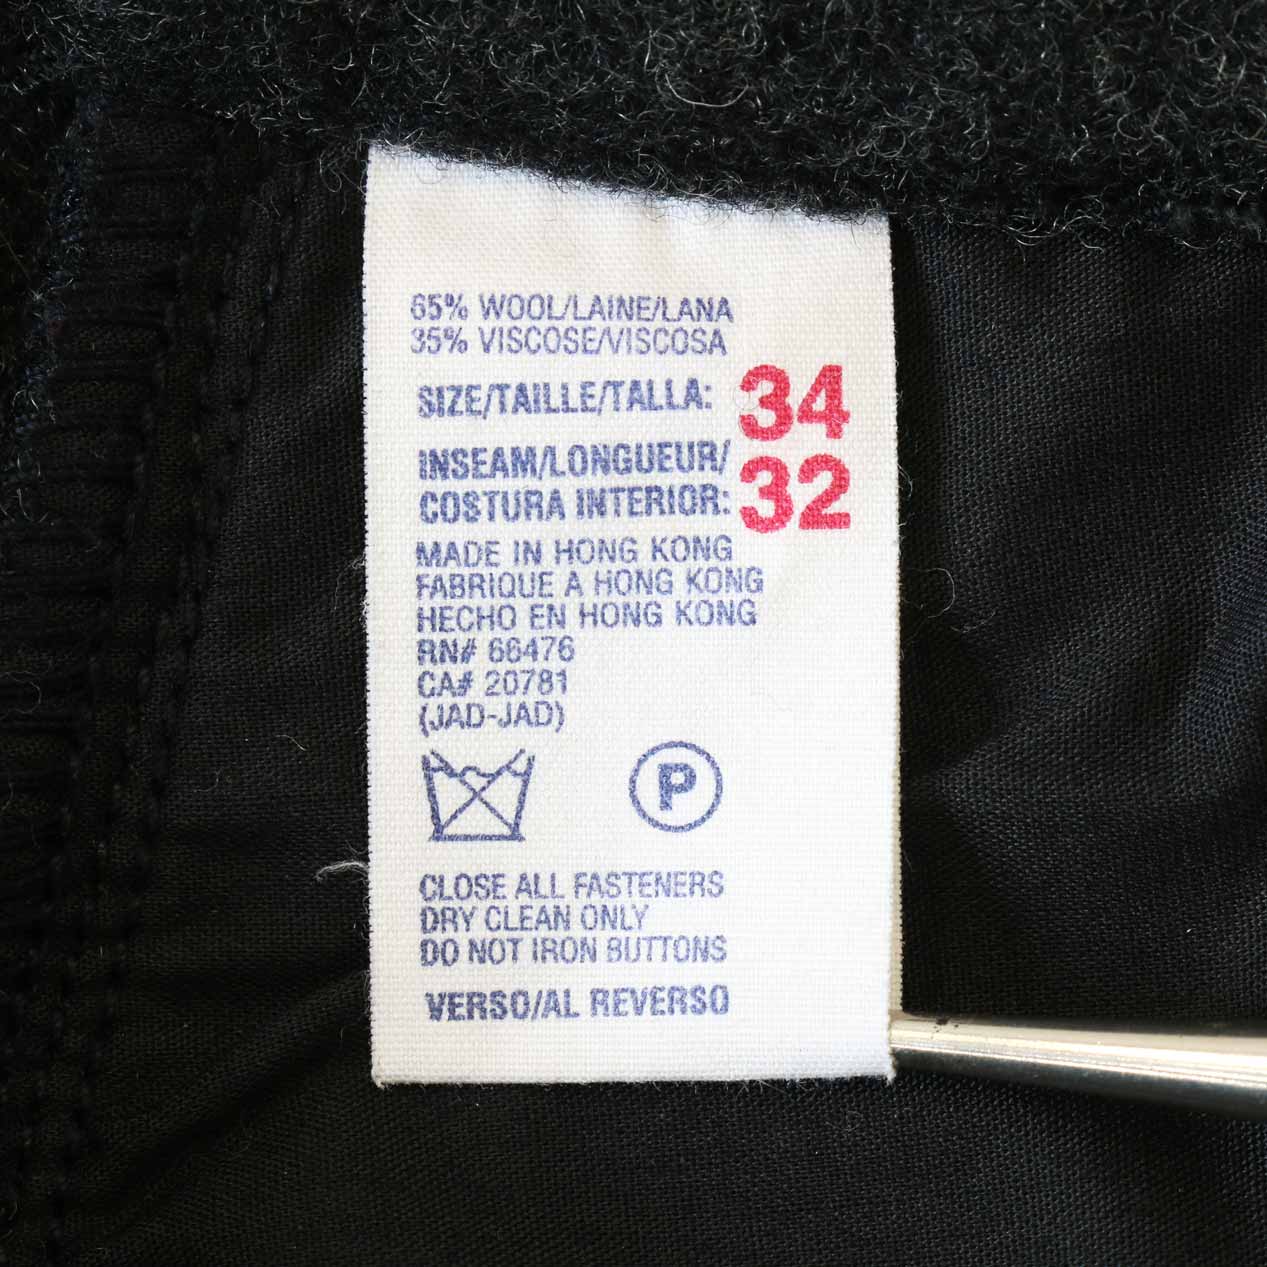 65% WOOL/LAINE/LANA
35% VISCOSE/VISCOSA
SIZE/TAILLE/TALLA: 34
INSEAM/LONGUEUR/
COSTURA INTERIOR: 32
MADE IN HONG KONG
FABRIQUE A HONG KONG
HECHO EN HONG KONG
RN# 66476
CA# 20781
(JAD-JAD)
P
CLOSE ALL FASTENERS
DRY CLEAN ONLY
DO NOT IRON BUTTONS
VERSO/AL REVERSO